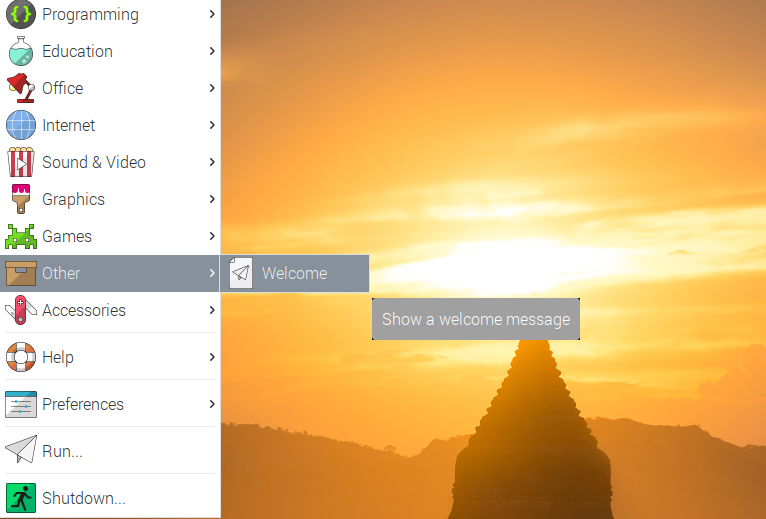 Programming
Education
Office
Internet
Sound & Video
Graphics
Games
Other
Welcome
Show a welcome message
Accessories
Help
Preferences
Run...
Shutdown...